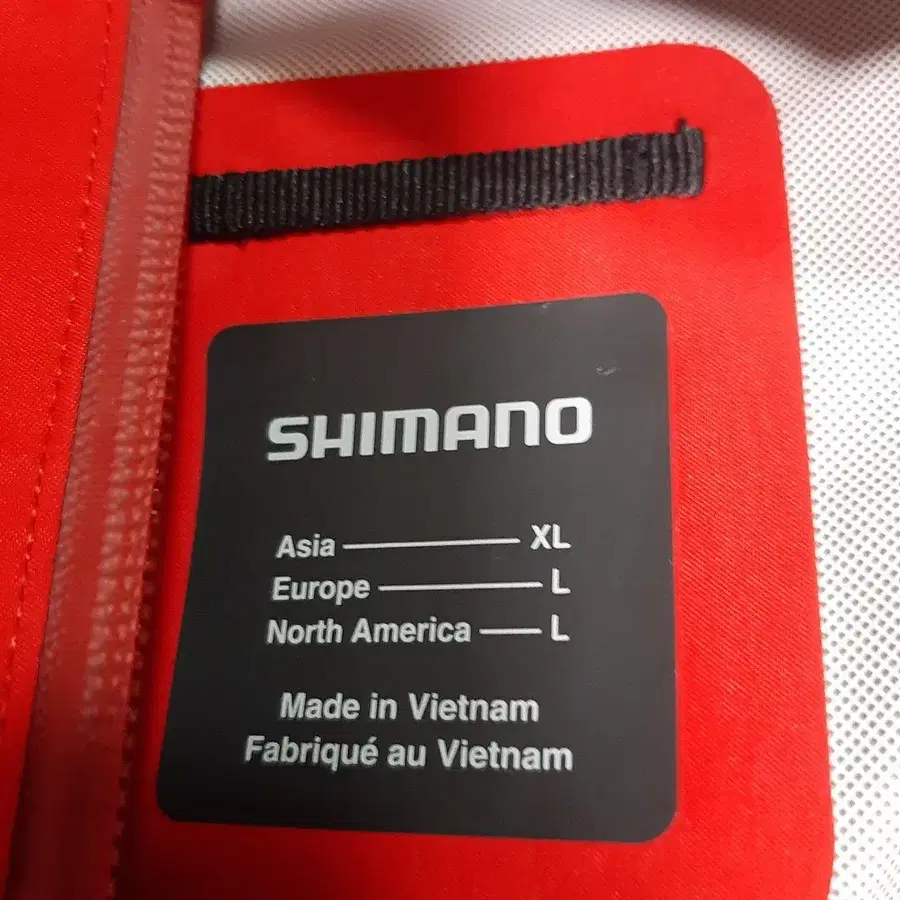 SHIMANO
Asia XL
Europe L
North America L
Made in Vietnam
Fabriqué au Vietnam